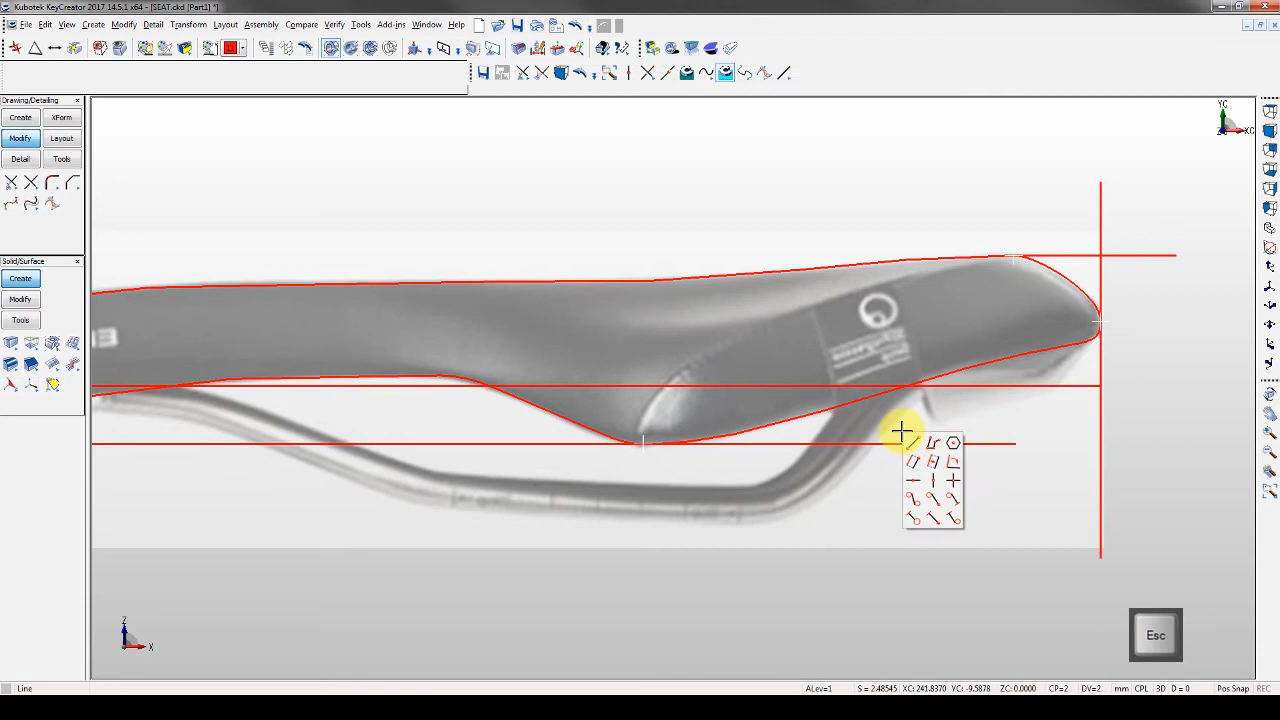 Kubotek KeyCreator 2017 14.5.1 - [SEAT.ckd [Part1] *]
File Edit View Create Modify Detail Transform Layout Assembly Compare Verify Tools Add-ins Window Help
Drawing/Detailing
Create XForm
Modify Layout
Detail Tools
Solid/Surface
Create
Modify
Tools
YC
XC
Z
X
Esc
Line
ALev=1 S = 2.48545 XC: 241.8370 YC: -9.5878 ZC: 0.0000 CP=2 DV=2 mm 3D D = 0 Pos Snap REC